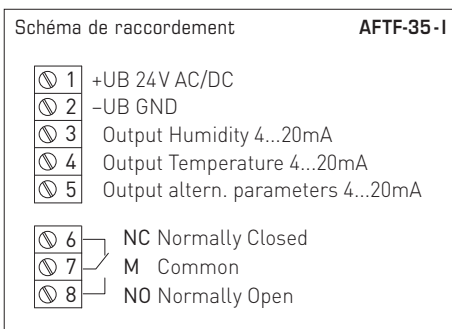 Schéma de raccordement AFTF-35-I
1 +UB 24V AC/DC
2 –UB GND
3 Output Humidity 4...20mA
4 Output Temperature 4...20mA
5 Output altern. parameters 4...20mA
6 NC Normally Closed
7 M Common
8 NO Normally Open